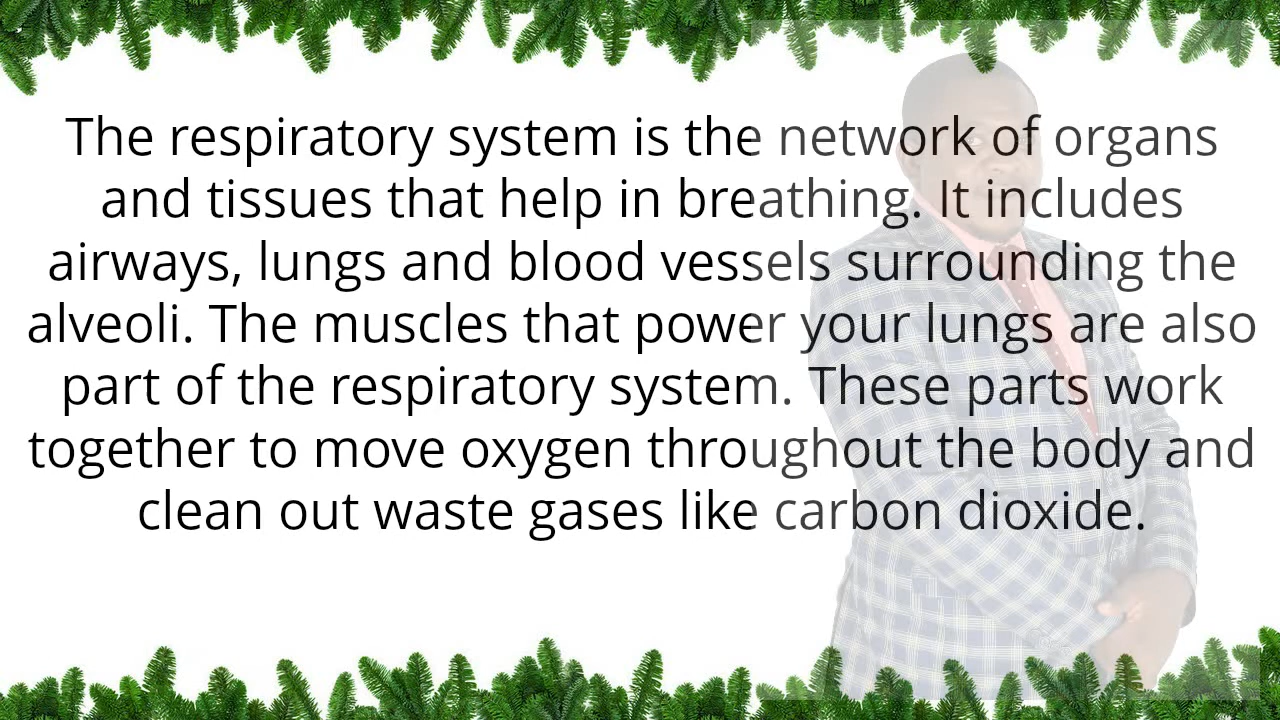 The respiratory system is the network of organs
and tissues that help in breathing. It includes
airways, lungs and blood vessels surrounding the
alveoli. The muscles that power your lungs are also
part of the respiratory system. These parts work
together to move oxygen throughout the body and
clean out waste gases like carbon dioxide.